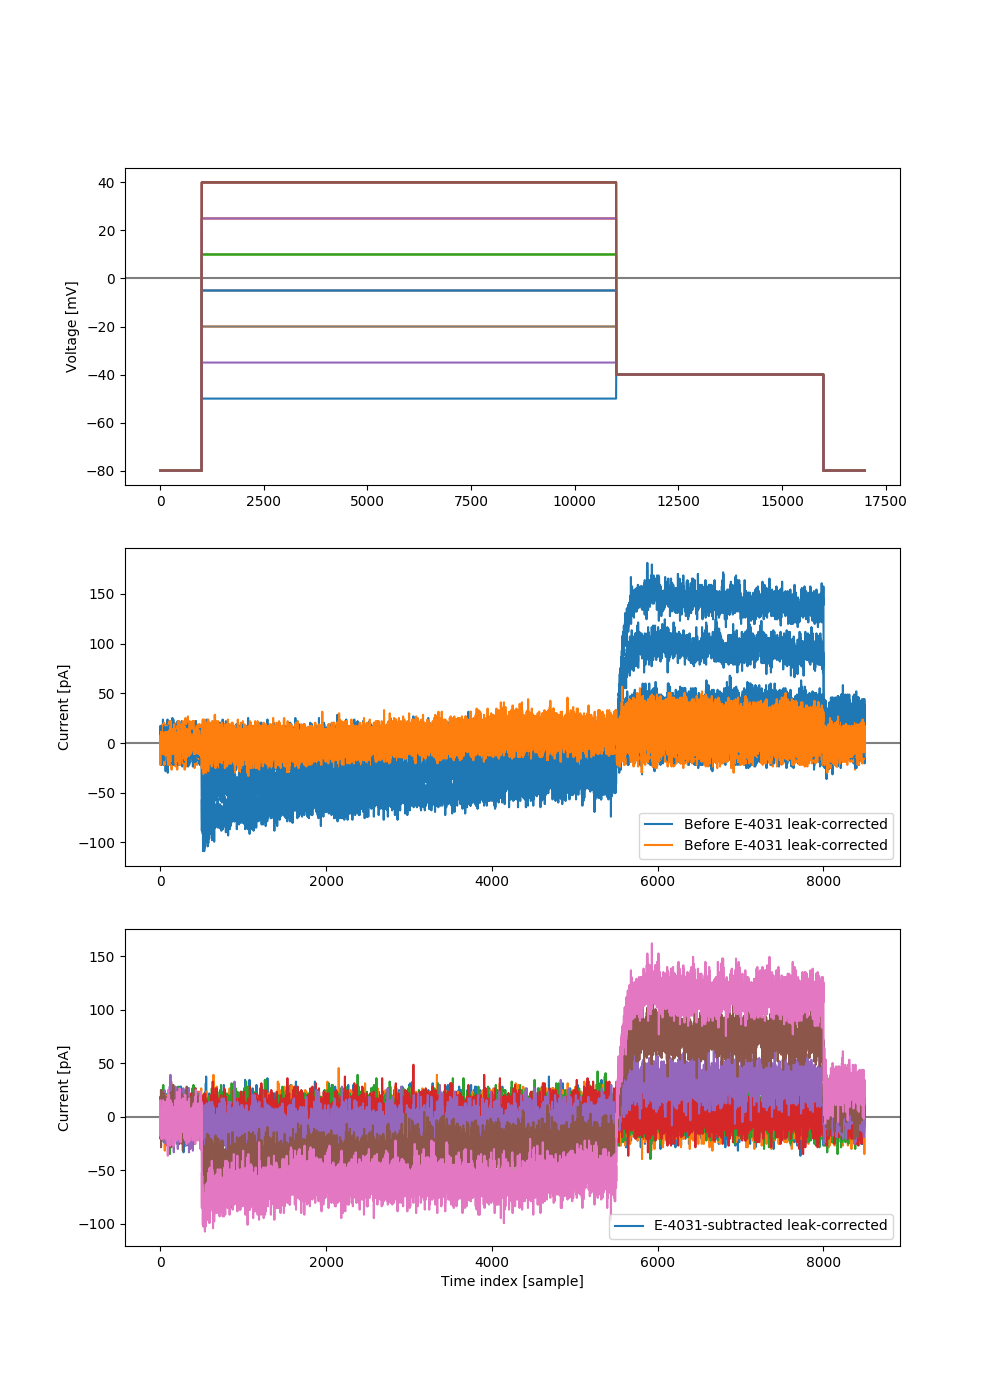 40
20
0
−20
−40
−60
−80
Voltage [mV]
0 2500 5000 7500 10000 12500 15000 17500
150
100
50
0
−50
−100
Current [pA]
Before E-4031 leak-corrected
Before E-4031 leak-corrected
0 2000 4000 6000 8000
150
100
50
0
−50
−100
Current [pA]
E-4031-subtracted leak-corrected
0 2000 4000 6000 8000
Time index [sample]